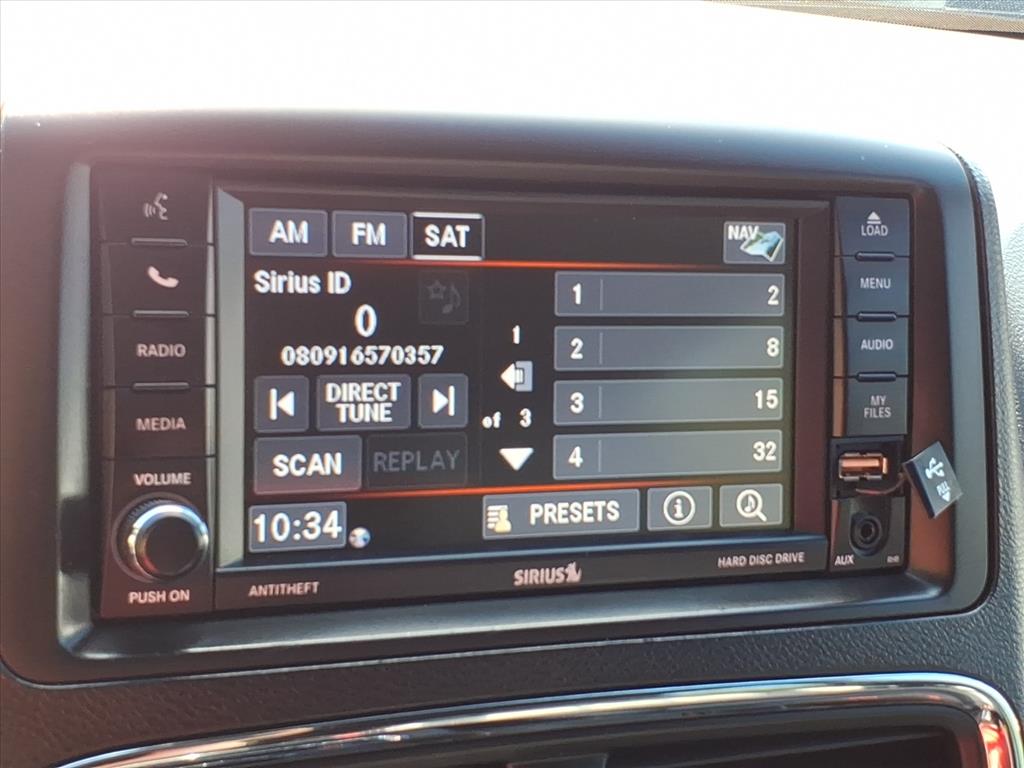 AM FM SAT NAV
Sirius ID
0
080916570357
DIRECT
TUNE
SCAN REPLAY
10:34
1
of 3
1 2
2 8
3 15
4 32
PRESETS
i
RADIO
MEDIA
VOLUME
PUSH ON
ANTITHEFT
SIRIUS
HARD DISC DRIVE
LOAD
MENU
AUDIO
MY
FILES
AUX
PULL